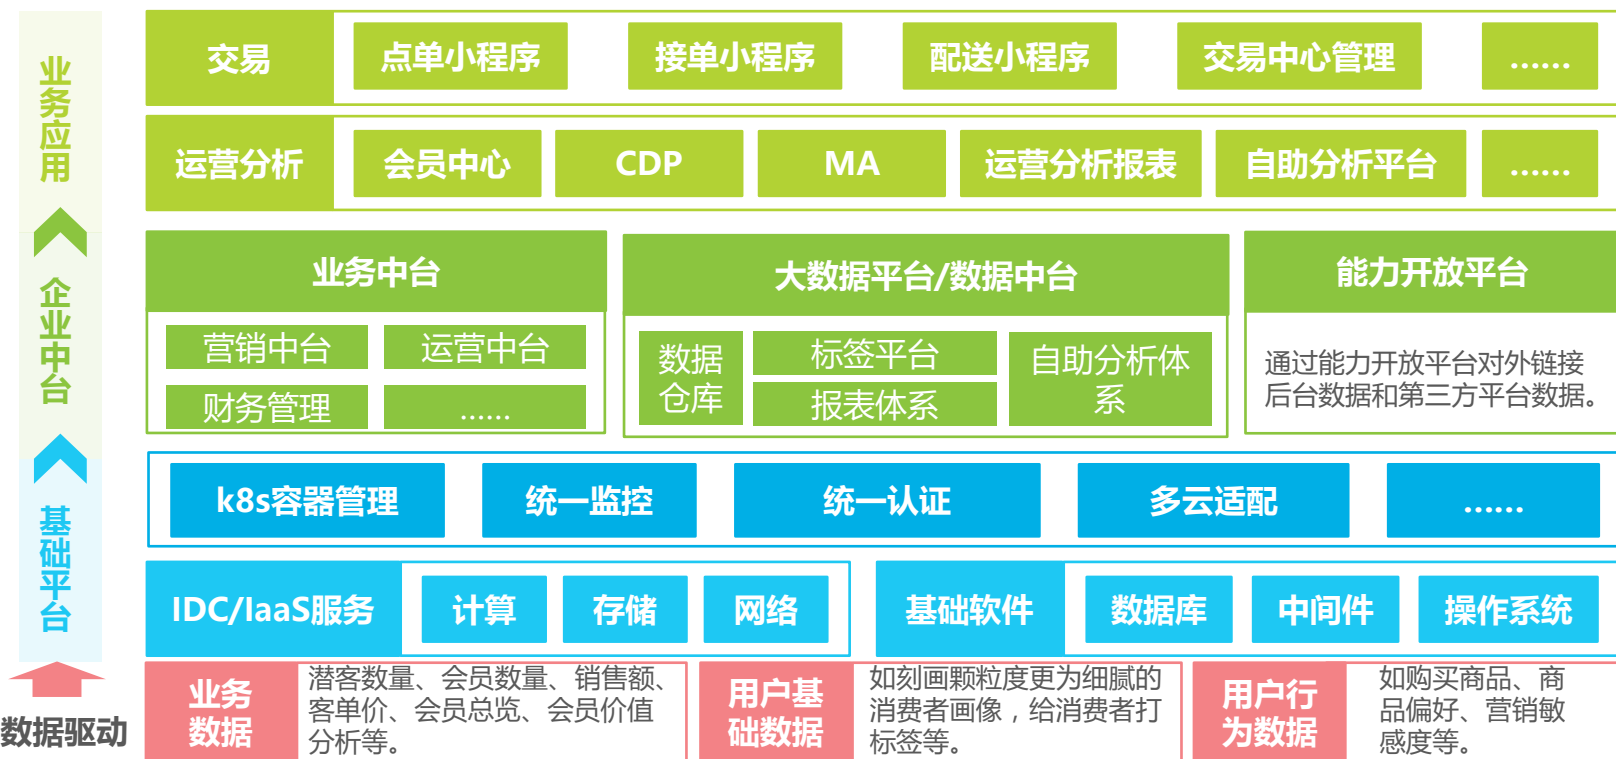 业务应用
交易
点单小程序
接单小程序
配送小程序
交易中心管理
……
运营分析
会员中心
CDP
MA
运营分析报表
自助分析平台
……
企业中台
业务中台
营销中台
运营中台
财务管理
……
大数据平台/数据中台
数据
仓库
标签平台
报表体系
自助分析体
系
能力开放平台
通过能力开放平台对外链接
后台数据和第三方平台数据。
基础平台
k8s容器管理
统一监控
统一认证
多云适配
……
IDC/IaaS服务
计算
存储
网络
基础软件
数据库
中间件
操作系统
数据驱动
业务
数据
潜客数量、会员数量、销售额、
客单价、会员总览、会员价值
分析等。
用户基
础数据
如刻画颗粒度更为细腻的
消费者画像，给消费者打
标签等。
用户行
为数据
如购买商品、商
品偏好、营销敏
感度等。